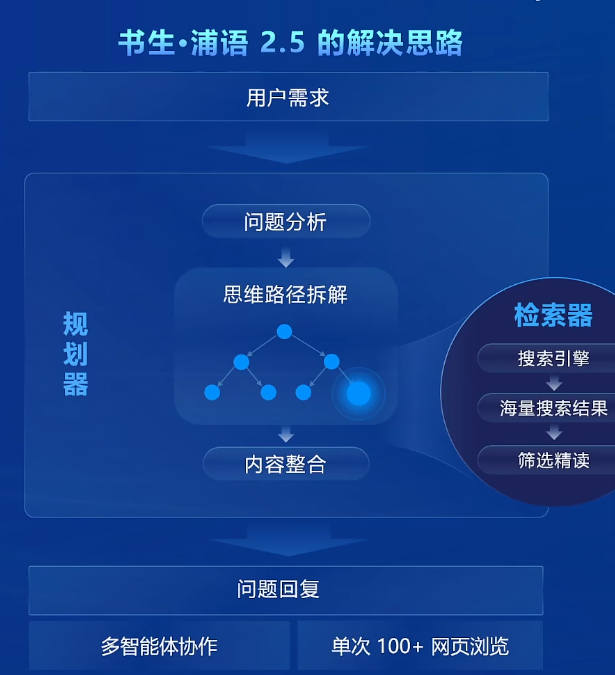 书生·浦语 2.5 的解决思路
用户需求
问题分析
思维路径拆解
规划器
内容整合
检索器
搜索引擎
海量搜索结果
筛选精读
问题回复
多智能体协作
单次 100+ 网页浏览